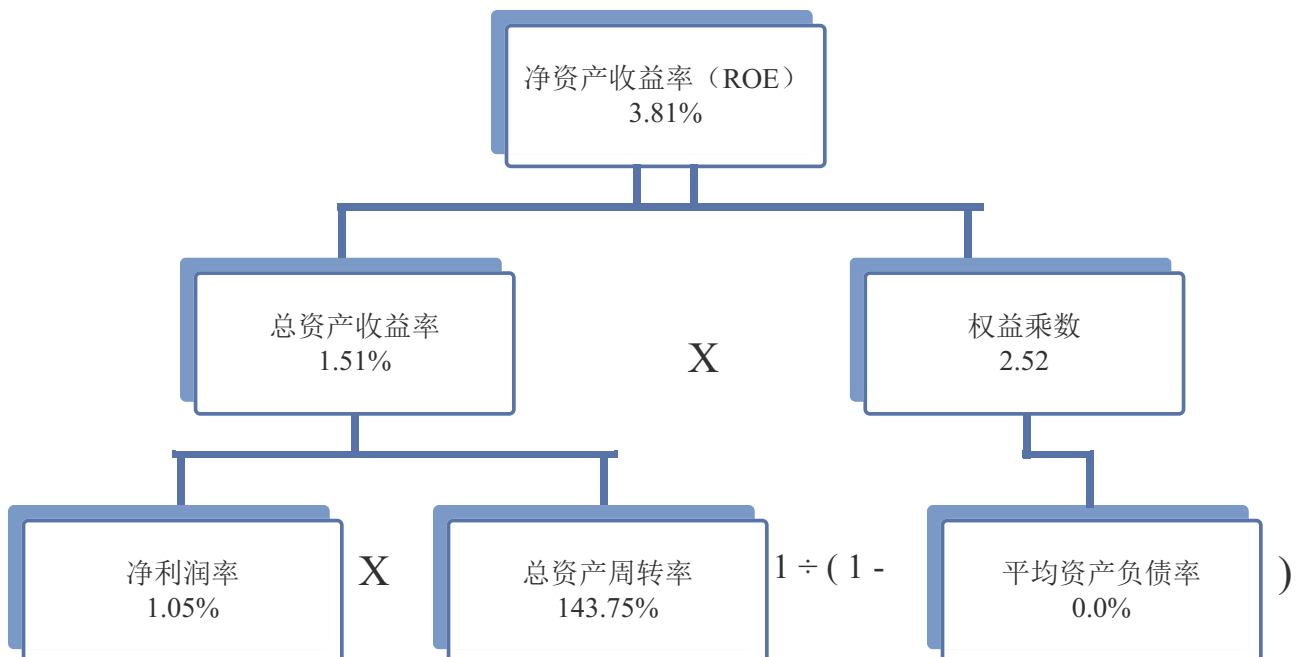 净资产收益率（ROE）
3.81%
总资产收益率
1.51%
X
权益乘数
2.52
净利润率
1.05%
X
总资产周转率
143.75%
1 ÷ ( 1 -
平均资产负债率
0.0%
)